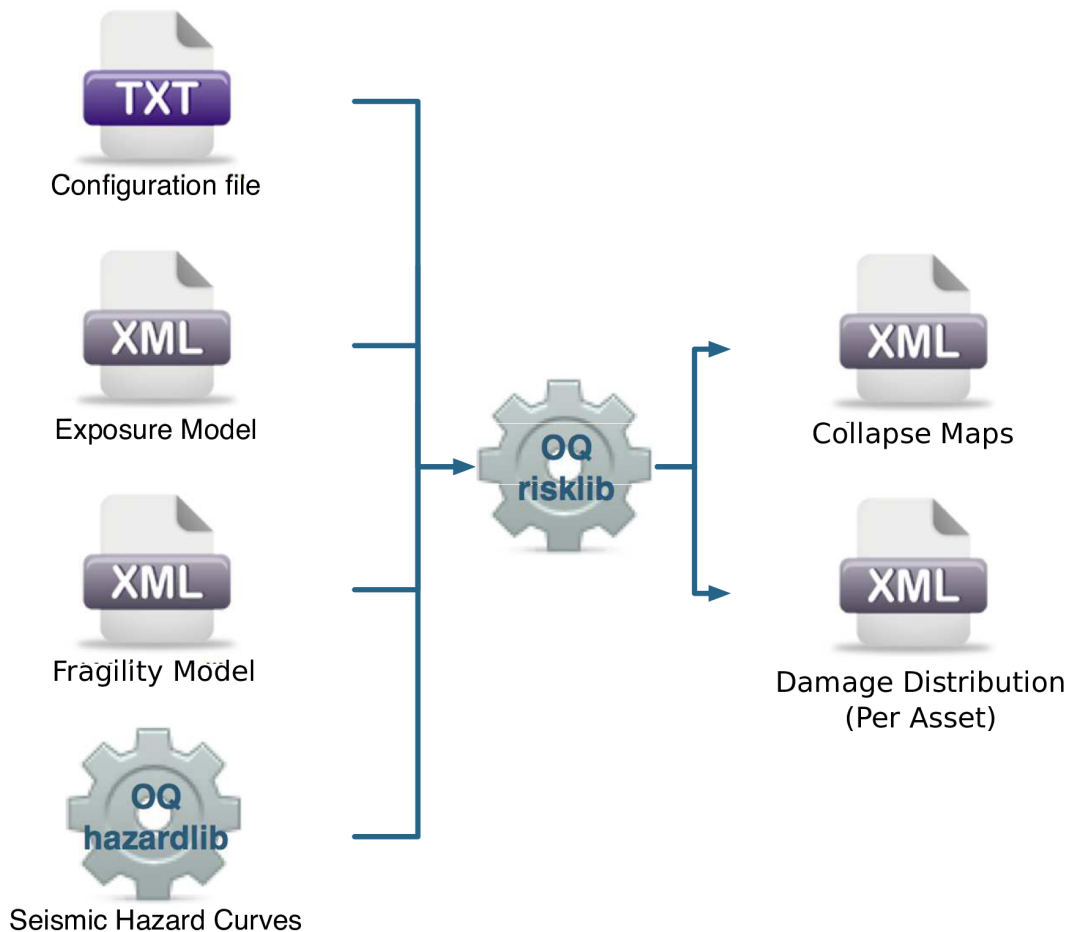 TXT
Configuration file
XML
Exposure Model
XML
Fragility Model
OQ
hazardlib
Seismic Hazard Curves
OQ
risklib
XML
Collapse Maps
XML
Damage Distribution
(Per Asset)